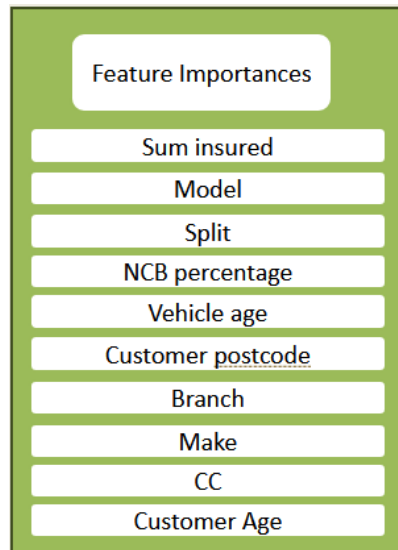 Feature Importances
Sum insured
Model
Split
NCB percentage
Vehicle age
Customer postcode
Branch
Make
CC
Customer Age